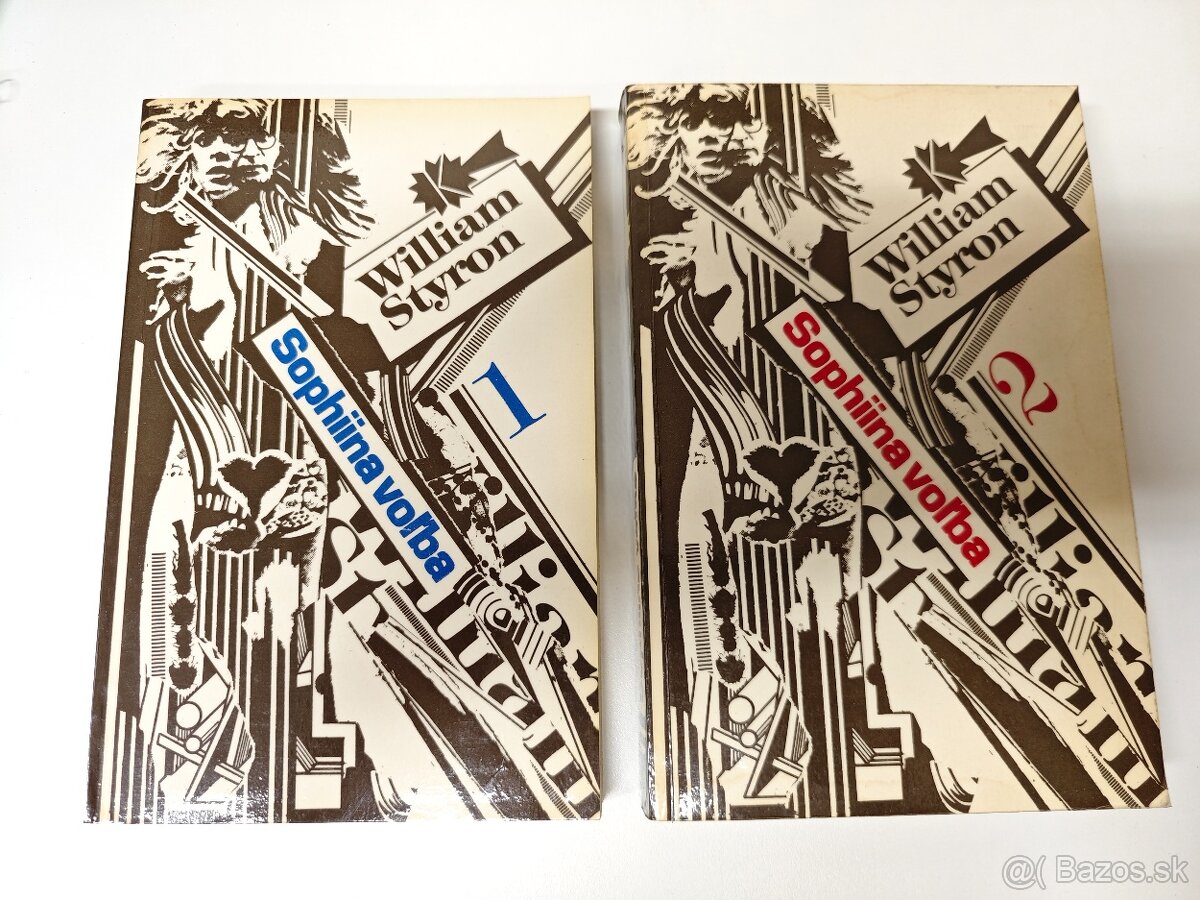 William
Styron
Sophiina voľba
1
William
Styron
Sophiina voľba
2
@( Bazos.sk